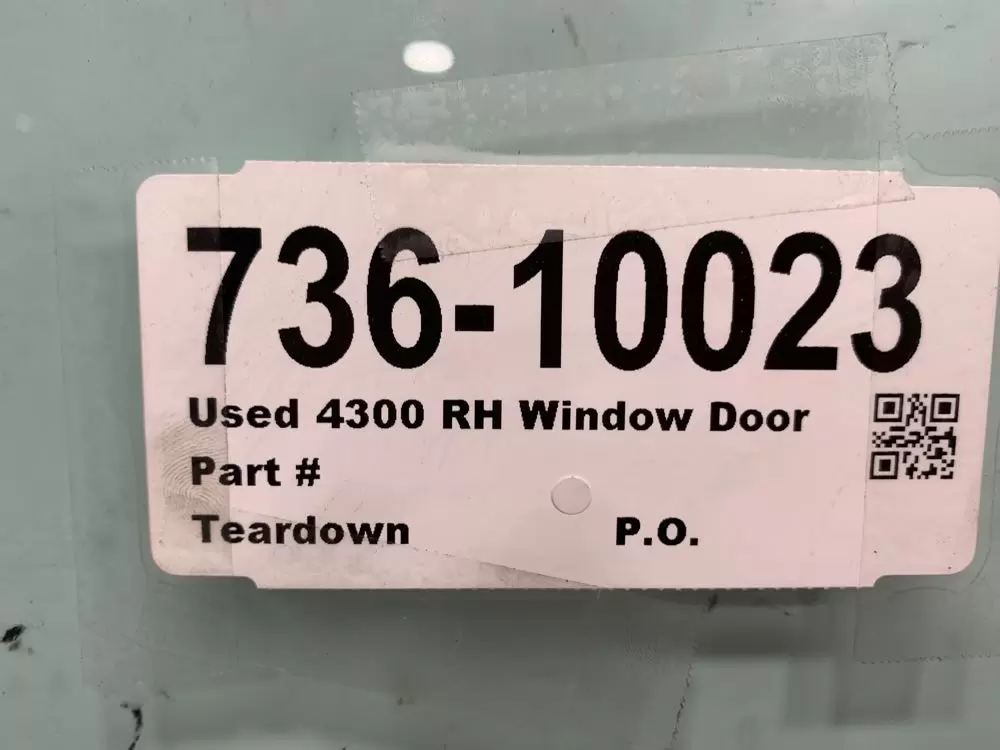 736-10023
Used 4300 RH Window Door
Part #
Teardown P.O.